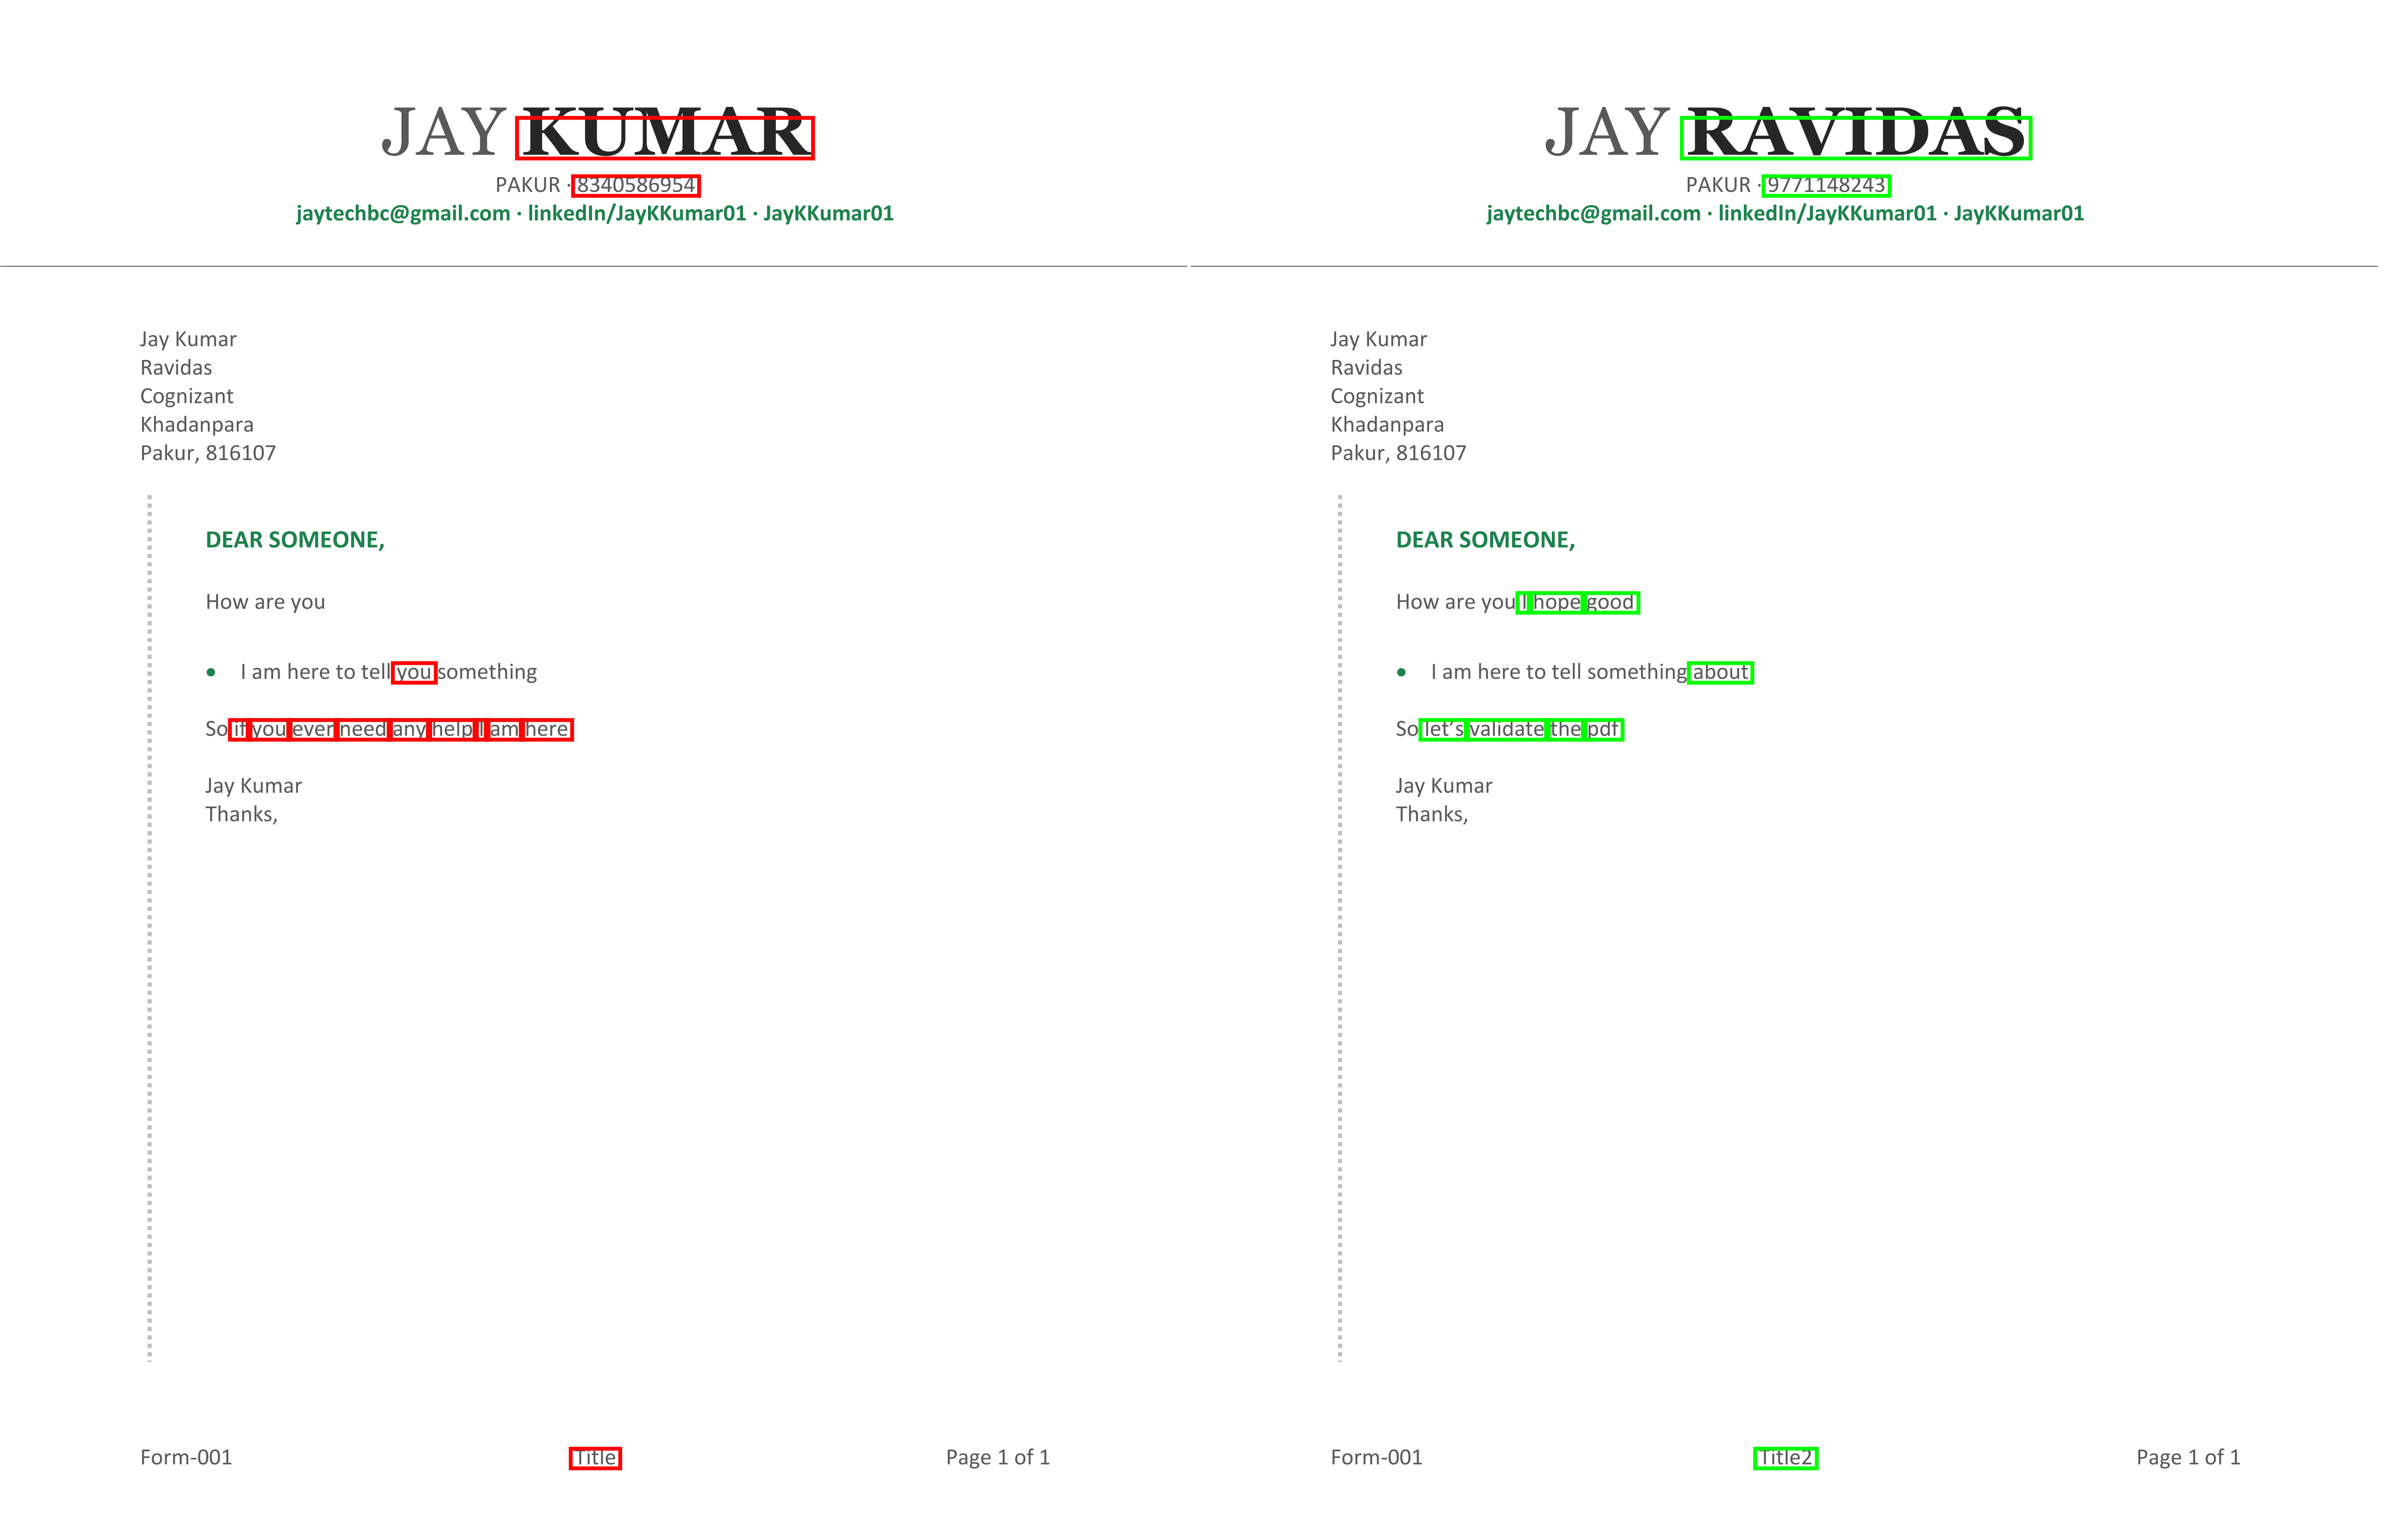 JAY KUMAR
PAKUR · 8340586954
jaytechbc@gmail.com · linkedIn/JayKKumar01 · JayKKumar01
Jay Kumar
Ravidas
Cognizant
Khadanpara
Pakur, 816107
DEAR SOMEONE,
How are you
• I am here to tell you something
So if you ever need any help I am here
Jay Kumar
Thanks,
Form-001 Title Page 1 of 1
JAY RAVIDAS
PAKUR · 9771148243
jaytechbc@gmail.com · linkedIn/JayKKumar01 · JayKKumar01
Jay Kumar
Ravidas
Cognizant
Khadanpara
Pakur, 816107
DEAR SOMEONE,
How are you I hope good
• I am here to tell something about
So let’s validate the pdf
Jay Kumar
Thanks,
Form-001 Title2 Page 1 of 1